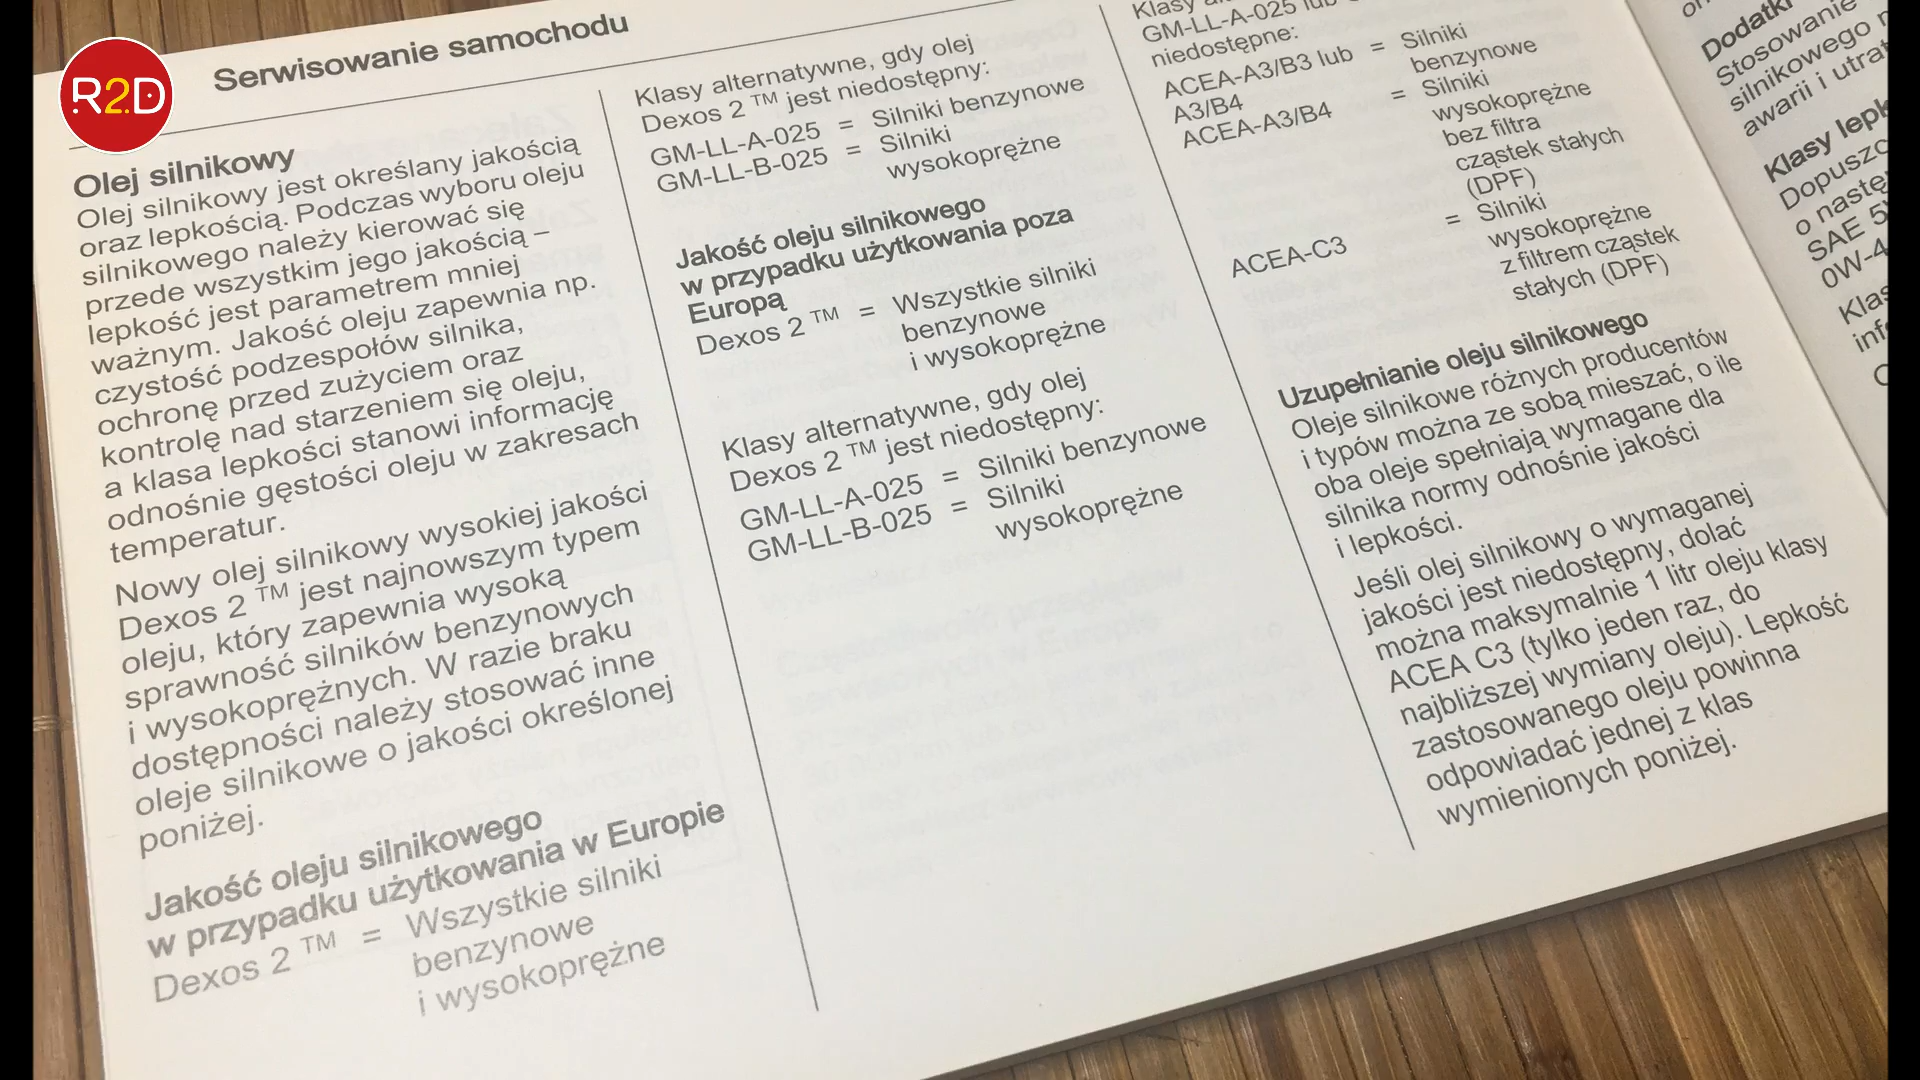 R2D
Serwisowanie samochodu
Olej silnikowy
Olej silnikowy jest określany jakością
oraz lepkością. Podczas wyboru oleju
silnikowego należy kierować się
przede wszystkim jego jakością –
lepkość jest parametrem mniej
ważnym. Jakość oleju zapewnia np.
czystość podzespołów silnika,
ochronę przed zużyciem oraz
kontrolę nad starzeniem się oleju,
a klasa lepkości stanowi informację
odnośnie gęstości oleju w zakresach
temperatur.
Nowy olej silnikowy wysokiej jakości
Dexos 2 ™ jest najnowszym typem
oleju, który zapewnia wysoką
sprawność silników benzynowych
i wysokoprężnych. W razie braku
dostępności należy stosować inne
oleje silnikowe o jakości określonej
poniżej.
Jakość oleju silnikowego
w przypadku użytkowania w Europie
Dexos 2 ™ = Wszystkie silniki
benzynowe
i wysokoprężne
Klasy alternatywne, gdy olej
Dexos 2 ™ jest niedostępny:
GM-LL-A-025 = Silniki benzynowe
GM-LL-B-025 = Silniki
wysokoprężne
Jakość oleju silnikowego
w przypadku użytkowania poza
Europą
Dexos 2 ™ = Wszystkie silniki
benzynowe
i wysokoprężne
Klasy alternatywne, gdy olej
Dexos 2 ™ jest niedostępny:
GM-LL-A-025 = Silniki benzynowe
GM-LL-B-025 = Silniki
wysokoprężne
Klasy
GM-LL-A-025 lub
niedostępne:
ACEA-A3/B3 lub = Silniki
A3/B4 benzynowe
ACEA-A3/B4 = Silniki
wysokoprężne
bez filtra
cząstek stałych
(DPF)
ACEA-C3 = Silniki
wysokoprężne
z filtrem cząstek
stałych (DPF)
Uzupełnianie oleju silnikowego
Oleje silnikowe różnych producentów
i typów można ze sobą mieszać, o ile
oba oleje spełniają wymagane dla
silnika normy odnośnie jakości
i lepkości.
Jeśli olej silnikowy o wymaganej
jakości jest niedostępny, dolać
można maksymalnie 1 litr oleju klasy
ACEA C3 (tylko jeden raz, do
najbliższej wymiany oleju). Lepkość
zastosowanego oleju powinna
odpowiadać jednej z klas
wymienionych poniżej.
Dodatki
Stosowanie
silnikowego
awarii i utrat
Klasy lepk
Dopuszc
o nastę
SAE 5
0W-4
Klas
inf